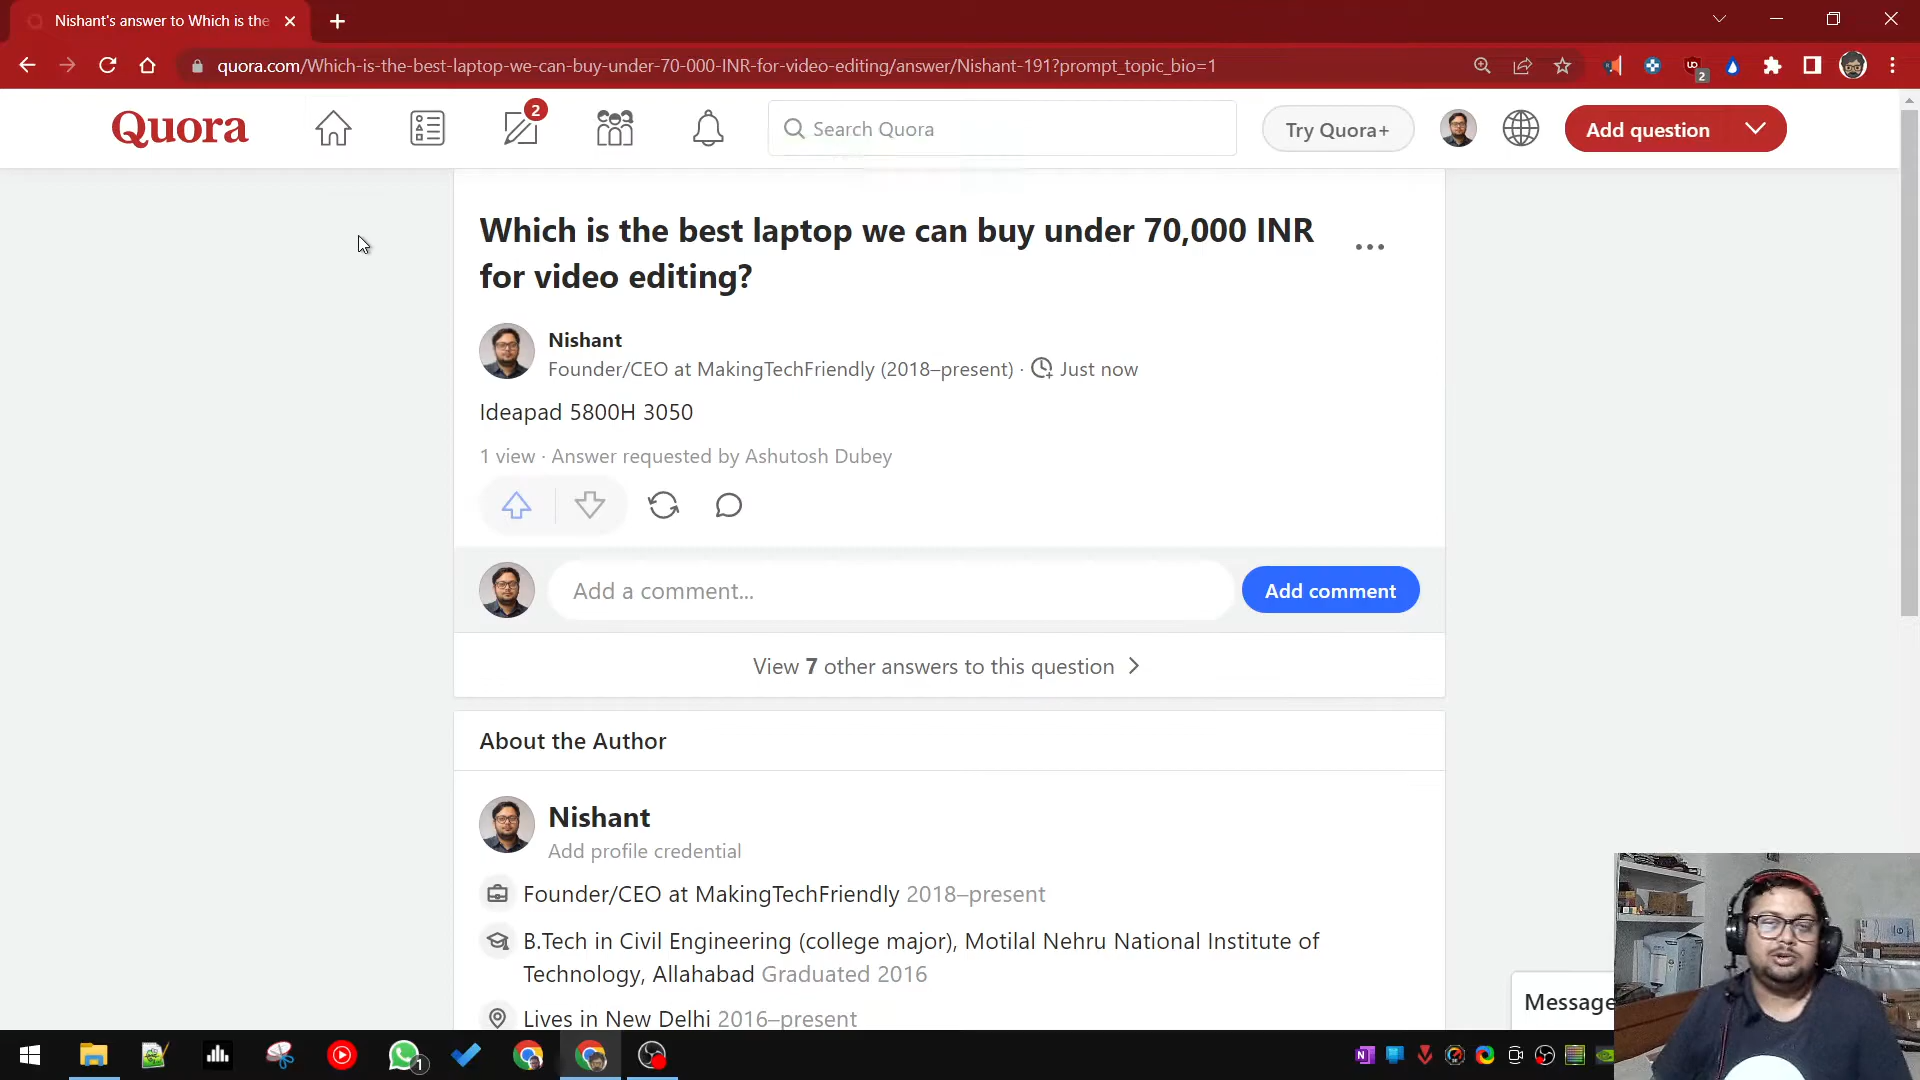 Nishant's answer to Which is the
quora.com/Which-is-the-best-laptop-we-can-buy-under-70-000-INR-for-video-editing/answer/Nishant-191?prompt_topic_bio=1
2
Quora
2
Search Quora
Try Quora+
Add question
Which is the best laptop we can buy under 70,000 INR
for video editing?
Nishant
Founder/CEO at MakingTechFriendly (2018–present) · Just now
Ideapad 5800H 3050
1 view · Answer requested by Ashutosh Dubey
Add a comment...
Add comment
View 7 other answers to this question
About the Author
Nishant
Add profile credential
Founder/CEO at MakingTechFriendly 2018–present
B.Tech in Civil Engineering (college major), Motilal Nehru National Institute of
Technology, Allahabad Graduated 2016
Lives in New Delhi 2016–present
Message
1